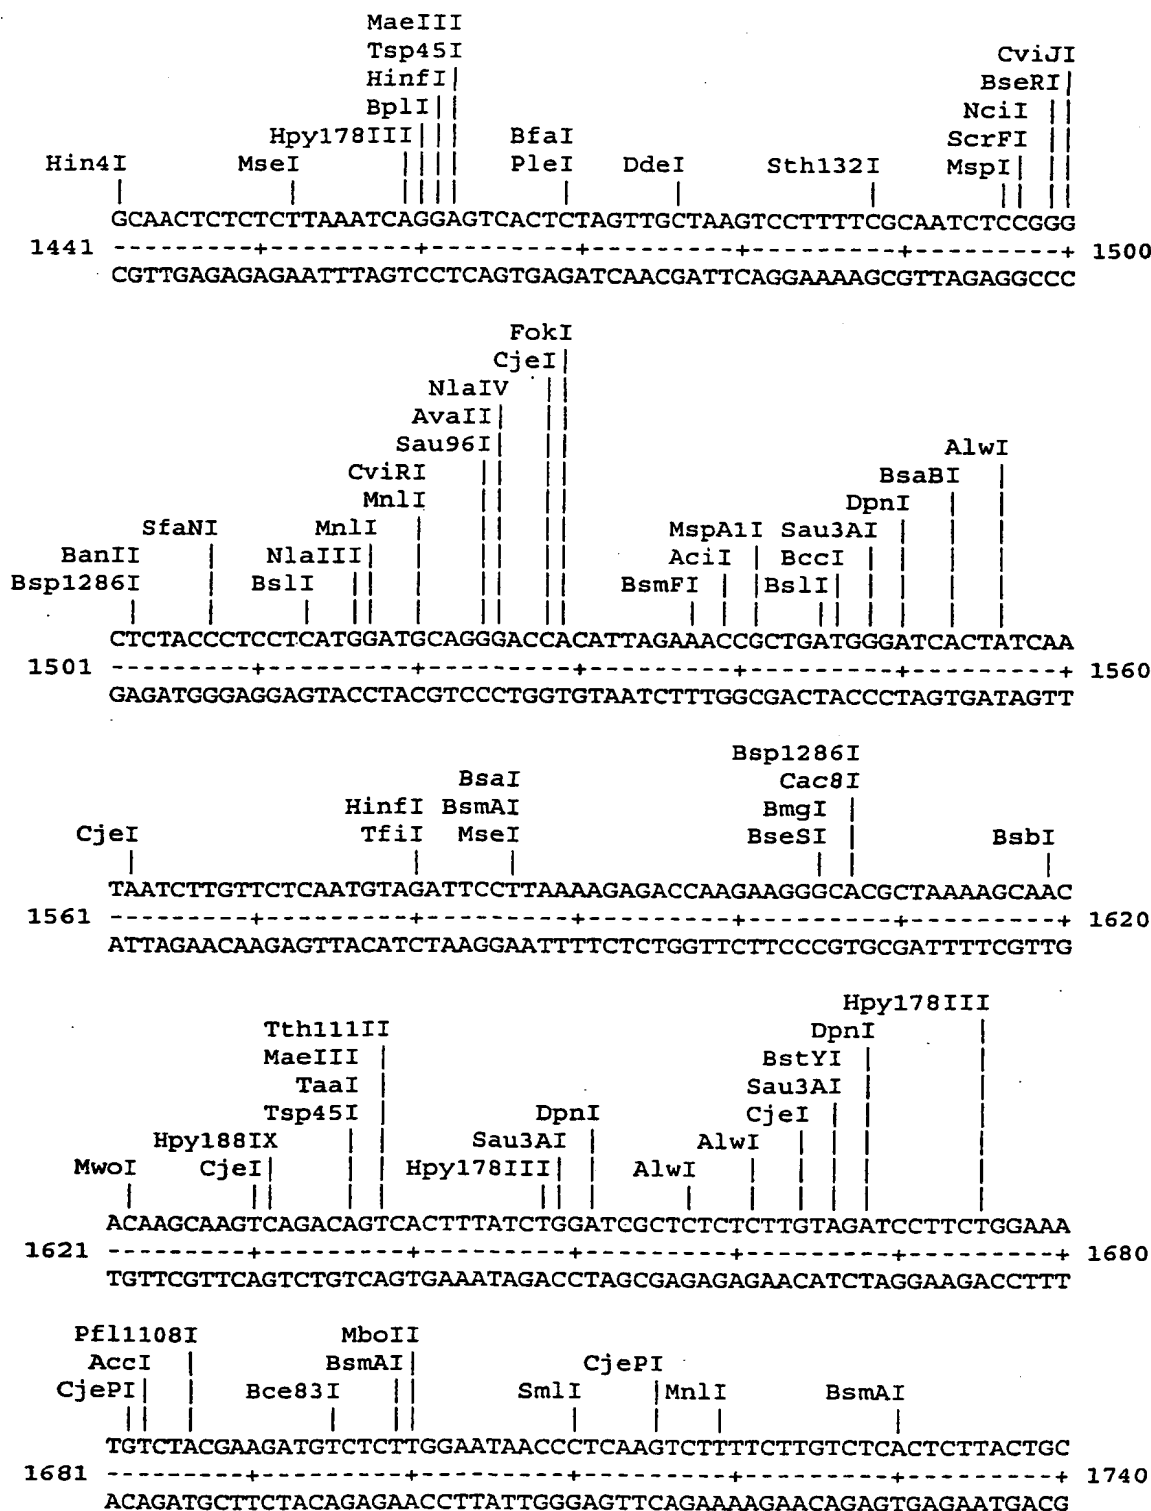 MaeIII
Tsp45I
HinfI
CviJI
BplI
BseRI
Hpy178III
BfaI
NciI
ScrFI
Hin4I MseI PleI DdeI Sth132I MspI
GCAACTCTCTCTTAAATCAGGAGTCACTCTAGTTGCTAAGTCCTTTTCGCAATCTCCGGG
1441 ---------+---------+---------+---------+---------+---------+ 1500
CGTTGAGAGAGAATTTAGTCCTCAGTGAGATCAACGATTCAGGAAAAGCGTTAGAGGCCC
FokI
CjeI
NlaIV
AvaII
Sau96I AlwI
CviRI BsaBI
MnlI DpnI
SfaNI MnlI MspA1I Sau3AI
BanII NlaIII AciI BccI
Bsp1286I BslI BsmFI BslI
CTCTACCCTCCTCATGGATGCAGGGACCACATTAGAAACCGCTGATGGGATCACTATCAA
1501 ---------+---------+---------+---------+---------+---------+ 1560
GAGATGGGAGGAGTACCTACGTCCCTGGTGTAATCTTTGGCGACTACCCTAGTGATAGTT
Bsp1286I
BsaI Cac8I
HinfI BsmAI BmgI
CjeI TfiI MseI BseSI BsbI
TAATCTTGTTCTCAATGTAGATTCCTTAAAAGAGACCAAGAAGGGCACGCTAAAAGCAAC
1561 ---------+---------+---------+---------+---------+---------+ 1620
ATTAGAACAAGAGTTACATCTAAGGAATTTTCTCTGGTTCTTCCCGTGCGATTTTCGTTG
Hpy178III
Tth111II DpnI
MaeIII BstYI
TaaI Sau3AI
Tsp45I DpnI CjeI
Hpy188IX Sau3AI AlwI
MwoI CjeI Hpy178III AlwI
ACAAGCAAGTCAGACAGTCACTTTATCTGGATCGCTCTCTCTTGTAGATCCTTCTGGAAA
1621 ---------+---------+---------+---------+---------+---------+ 1680
TGTTCGTTCAGTCTGTCAGTGAAATAGACCTAGCGAGAGAGAACATCTAGGAAGACCTTT
Pfl1108I MboII
AccI BsmAI CjePI
CjePI Bce83I SmlI MnlI BsmAI
TGTCTACGAAGATGTCTCTTGGAATAACCCTCAAGTCTTTTCTTGTCTCACTCTTACTGC
1681 ---------+---------+---------+---------+---------+---------+ 1740
ACAGATGCTTCTACAGAGAACCTTATTGGGAGTTCAGAAAAGAACAGAGTGAGAATGACG